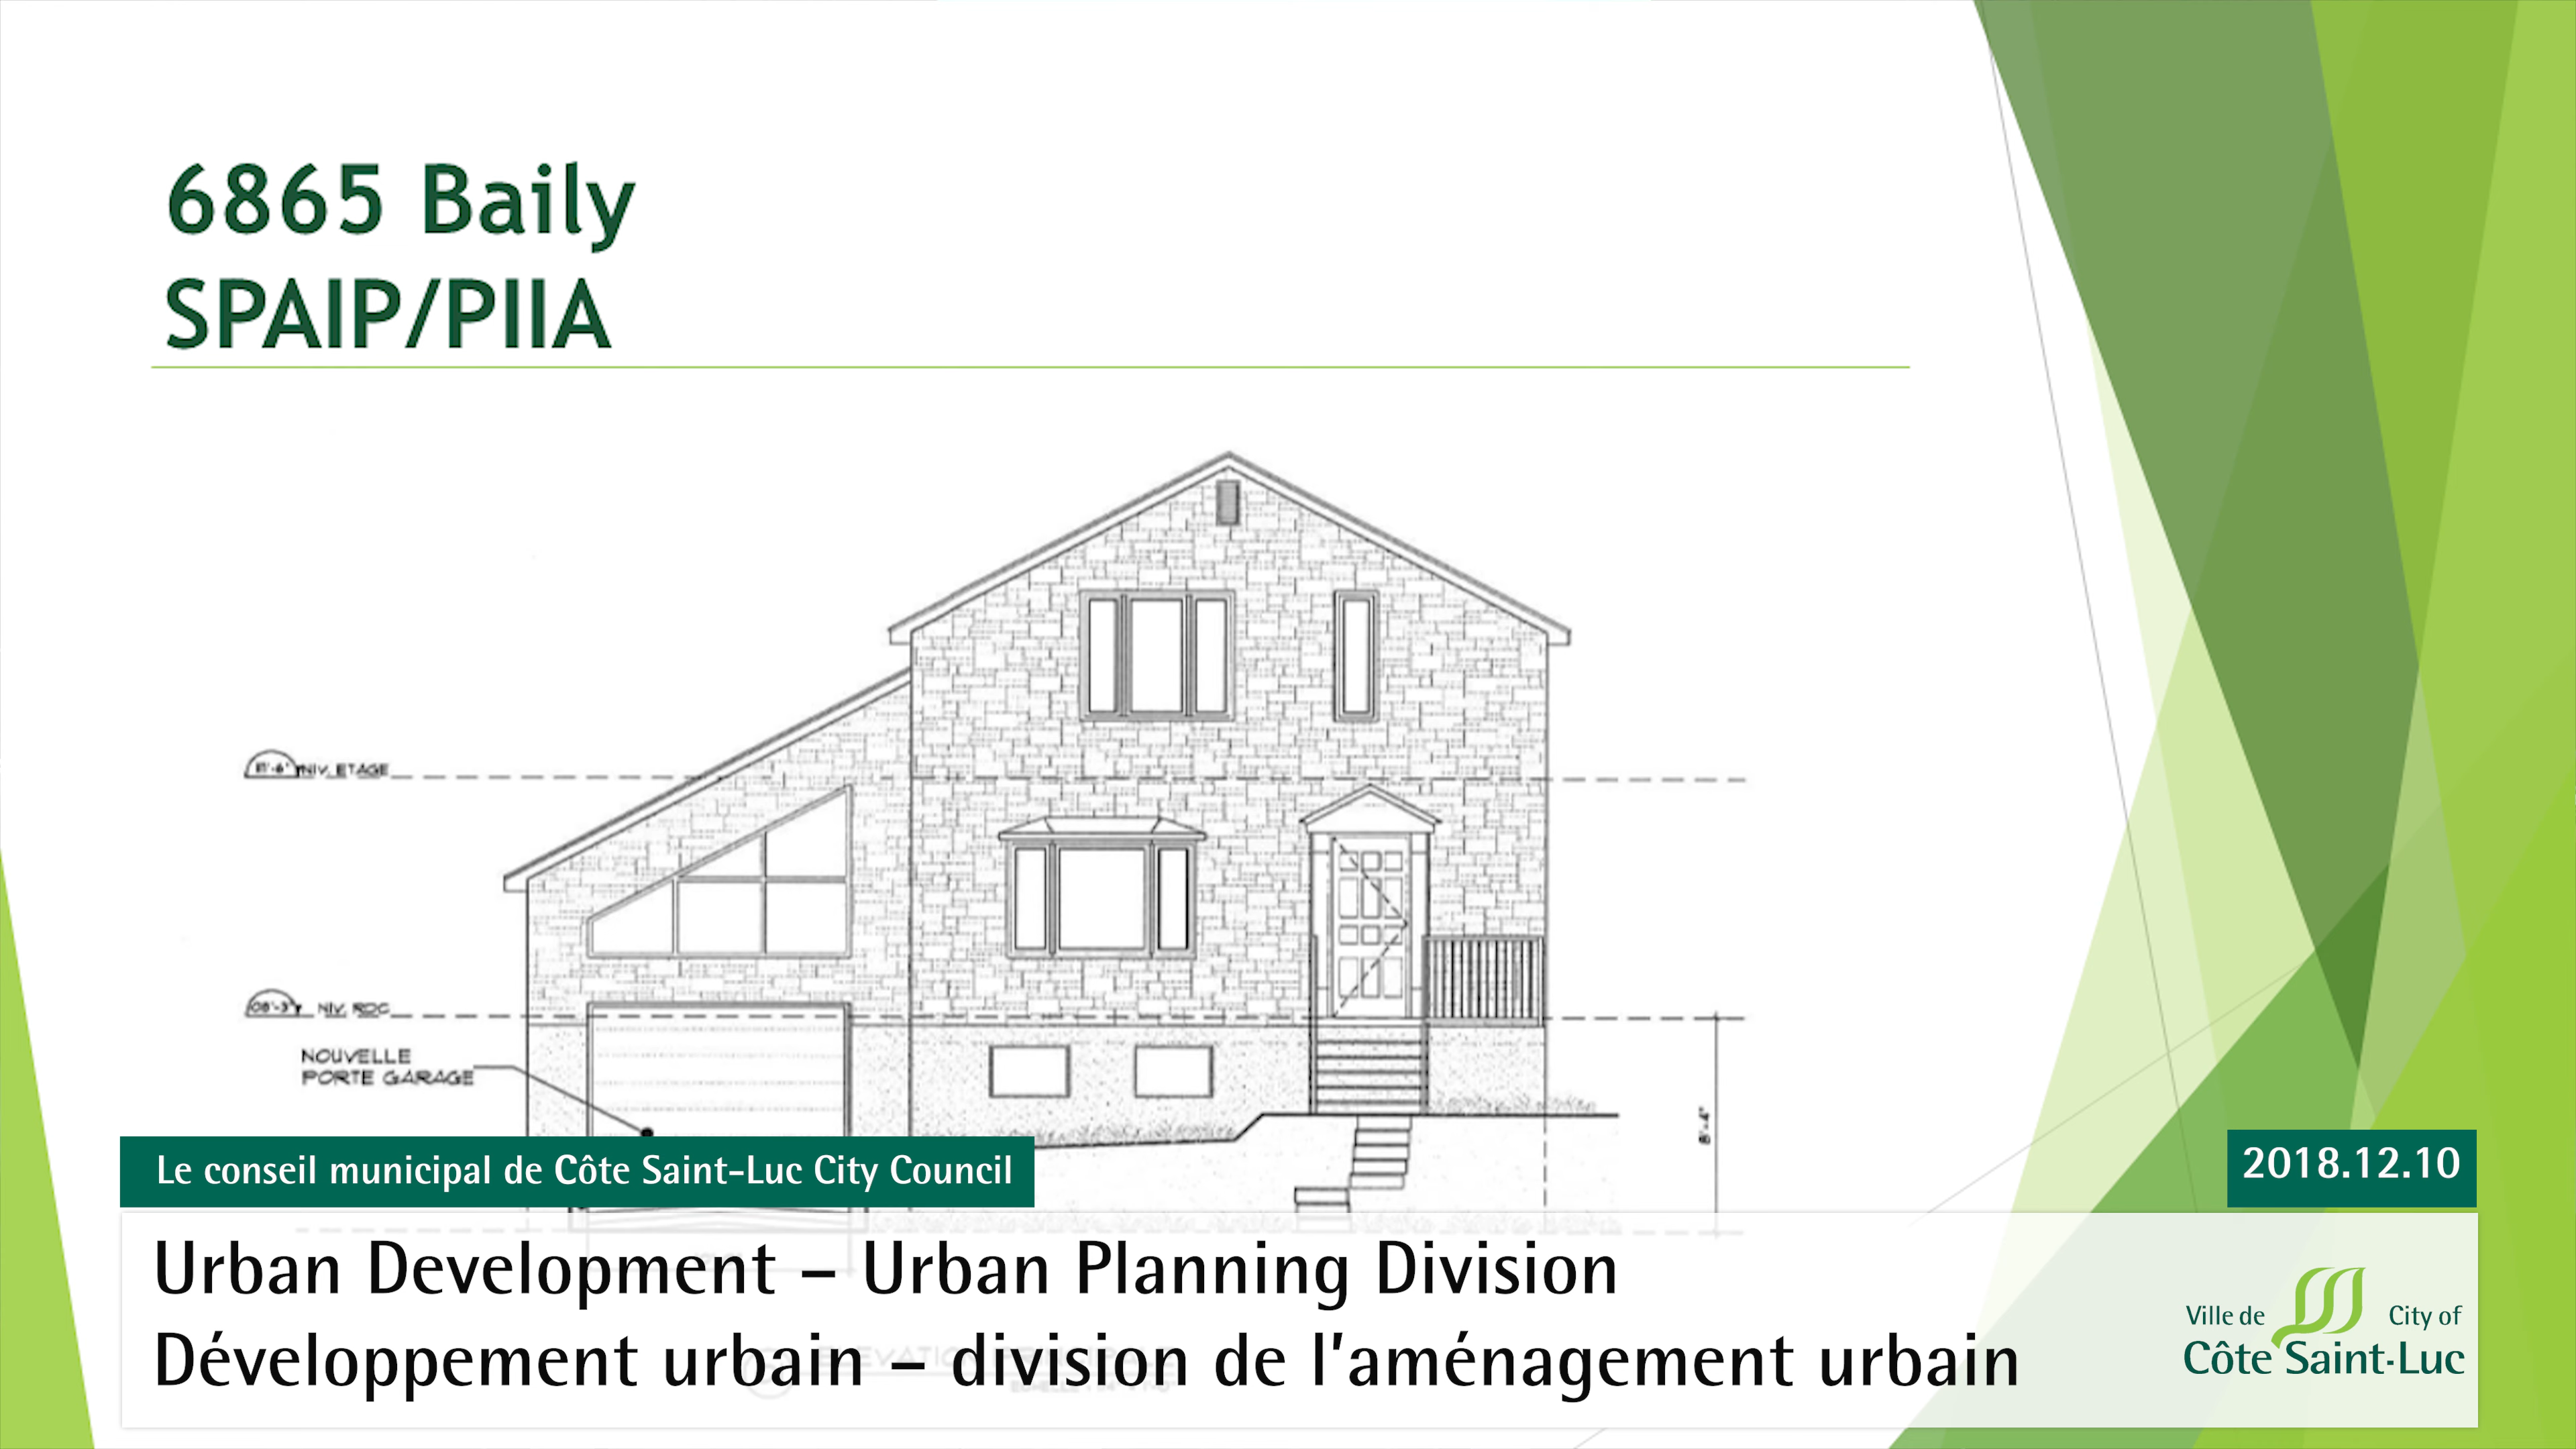 6865 Baily
SPAIP/PIIA
NIV. ETAGE
NIV. RDC
NOUVELLE
PORTE GARAGE
8'-4"
Le conseil municipal de Côte Saint-Luc City Council
2018.12.10
Urban Development – Urban Planning Division
Développement urbain – division de l'aménagement urbain
Ville de City of
Côte Saint-Luc